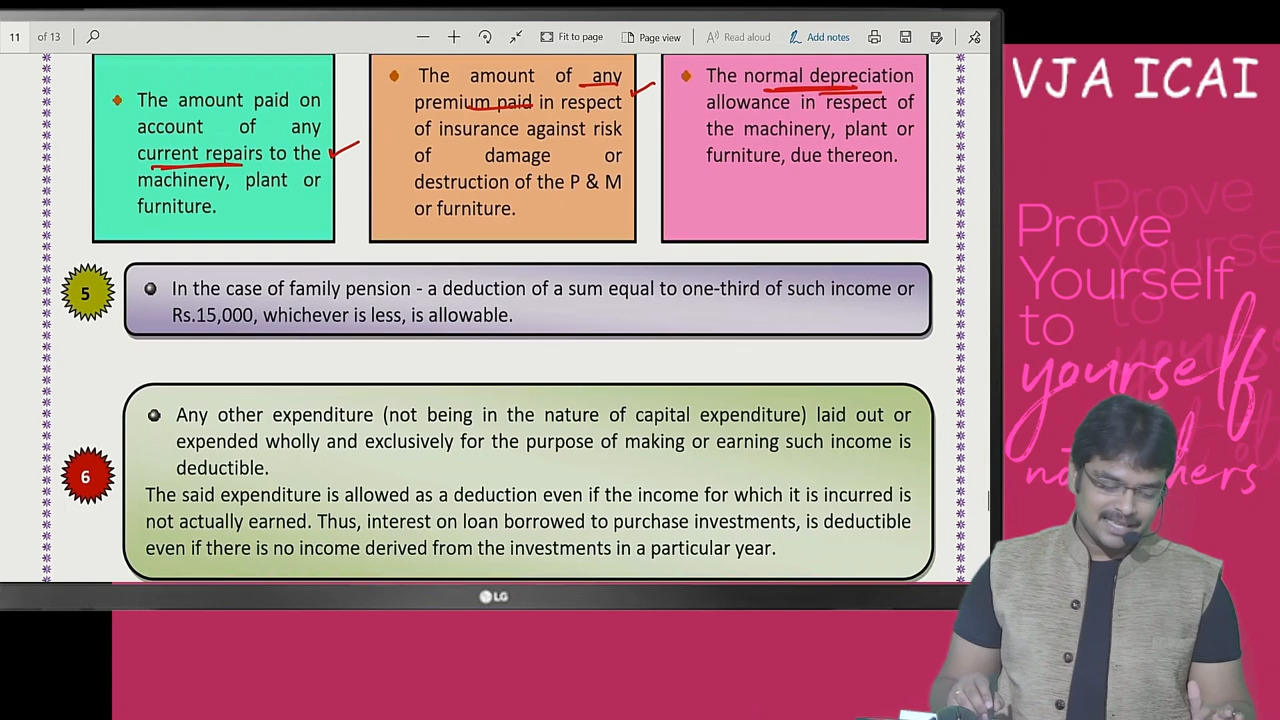 11 of 13
Fit to page
Page view
Read aloud
Add notes
VJA ICAI
The amount paid on
account of any
current repairs to the
machinery, plant or
furniture.
The amount of any
premium paid in respect
of insurance against risk
of damage or
destruction of the P & M
or furniture.
The normal depreciation
allowance in respect of
the machinery, plant or
furniture, due thereon.
5
In the case of family pension - a deduction of a sum equal to one-third of such income or
Rs.15,000, whichever is less, is allowable.
6
Any other expenditure (not being in the nature of capital expenditure) laid out or
expended wholly and exclusively for the purpose of making or earning such income is
deductible.
The said expenditure is allowed as a deduction even if the income for which it is incurred is
not actually earned. Thus, interest on loan borrowed to purchase investments, is deductible
even if there is no income derived from the investments in a particular year.
LG
Prove
Yourself
to
yourself
Prove